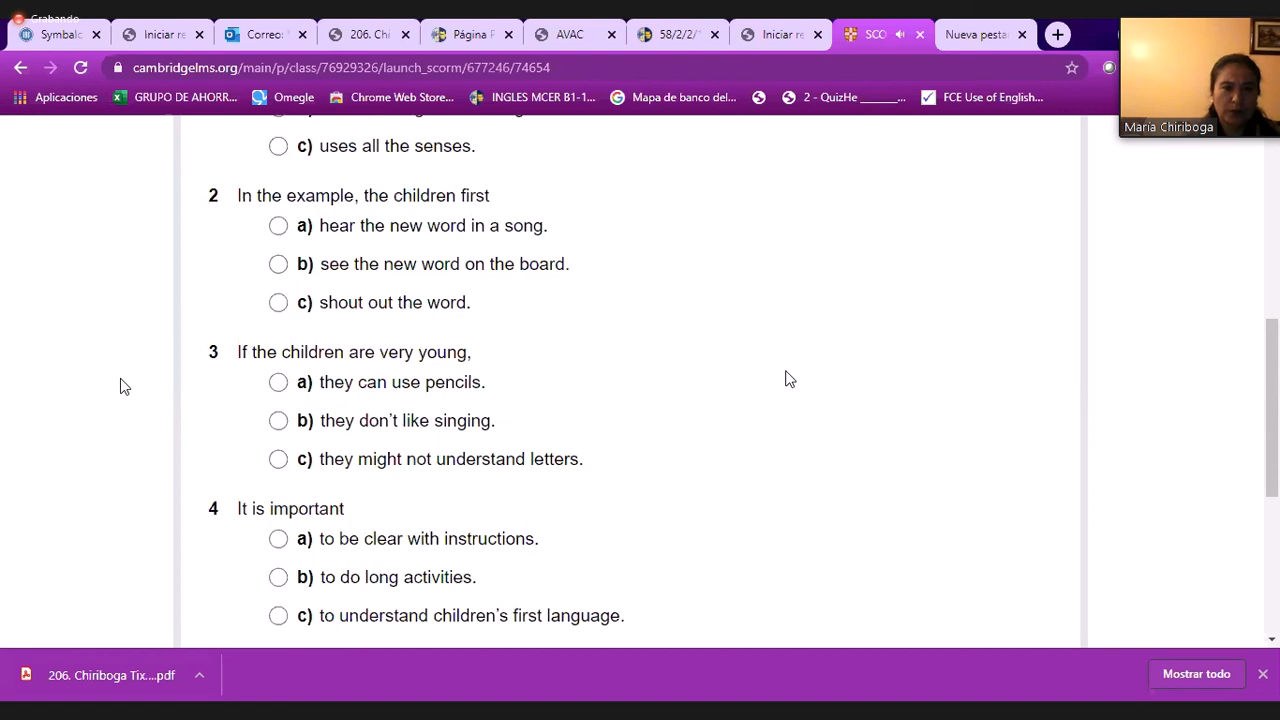 Grabando
Symbalo
Iniciar re
Correo: 
206. Chi
Página P
AVAC
58/2/2/
Iniciar re
SCO
Nueva pesta
cambridgelms.org/main/p/class/76929326/launch_scorm/677246/74654
Aplicaciones
GRUPO DE AHORR...
Omegle
Chrome Web Store...
INGLES MCER B1-1...
Mapa de banco del...
2 - QuizHe ______...
FCE Use of English...
María Chiriboga
c) uses all the senses.
2 In the example, the children first
a) hear the new word in a song.
b) see the new word on the board.
c) shout out the word.
3 If the children are very young,
a) they can use pencils.
b) they don't like singing.
c) they might not understand letters.
4 It is important
a) to be clear with instructions.
b) to do long activities.
c) to understand children's first language.
206. Chiriboga Tix....pdf
Mostrar todo